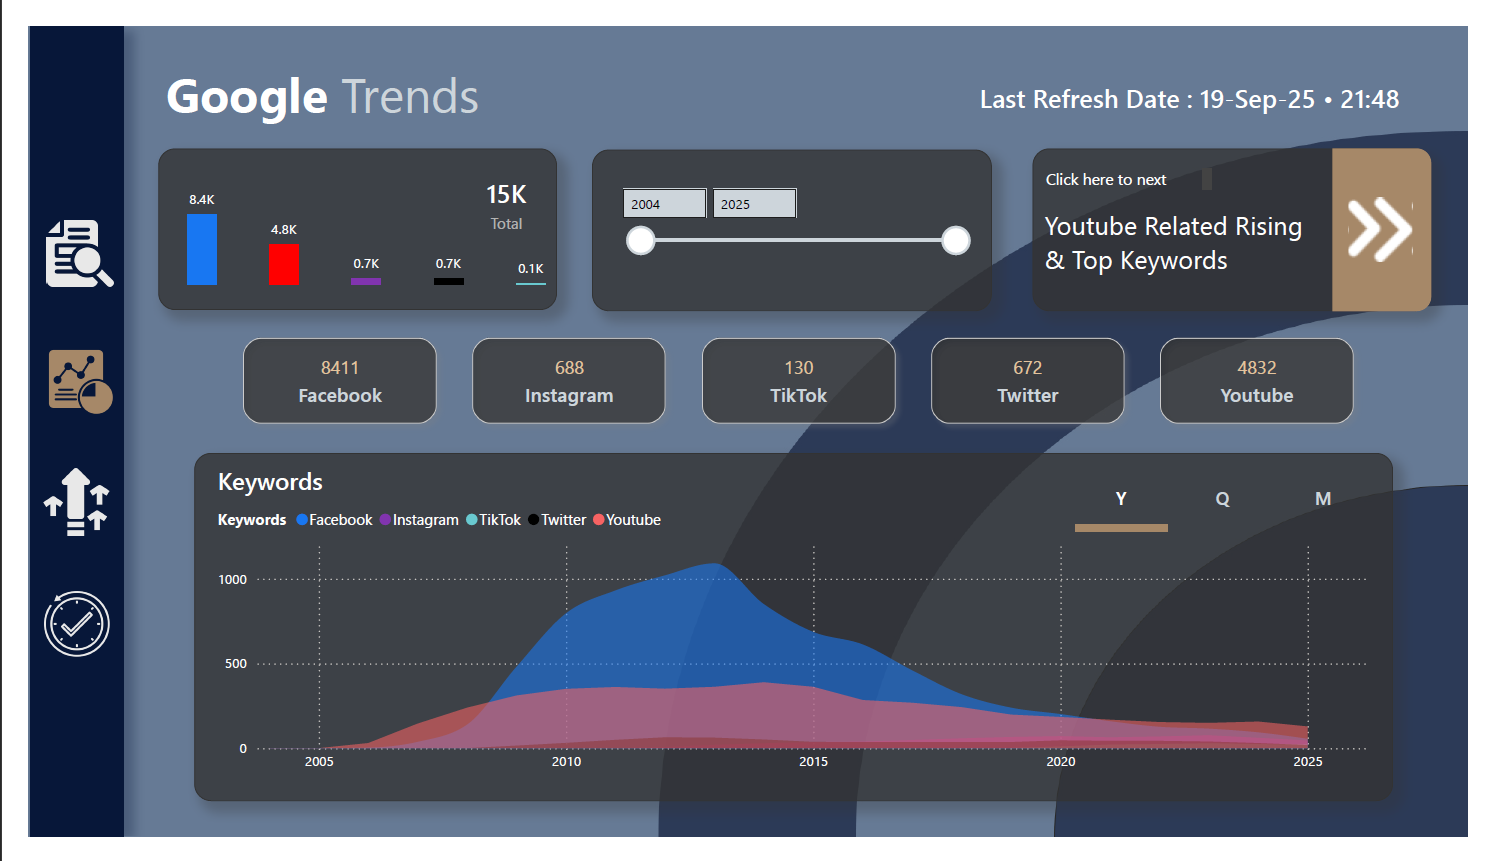 Google Trends
Last Refresh Date : 19-Sep-25 • 21:48
8.4K
4.8K
0.7K
0.7K
0.1K
15K
Total
2004
2025
Click here to next
Youtube Related Rising
& Top Keywords
8411
Facebook
688
Instagram
130
TikTok
672
Twitter
4832
Youtube
Keywords
Y Q M
Keywords Facebook Instagram TikTok Twitter Youtube
1000
500
0
2005 2010 2015 2020 2025